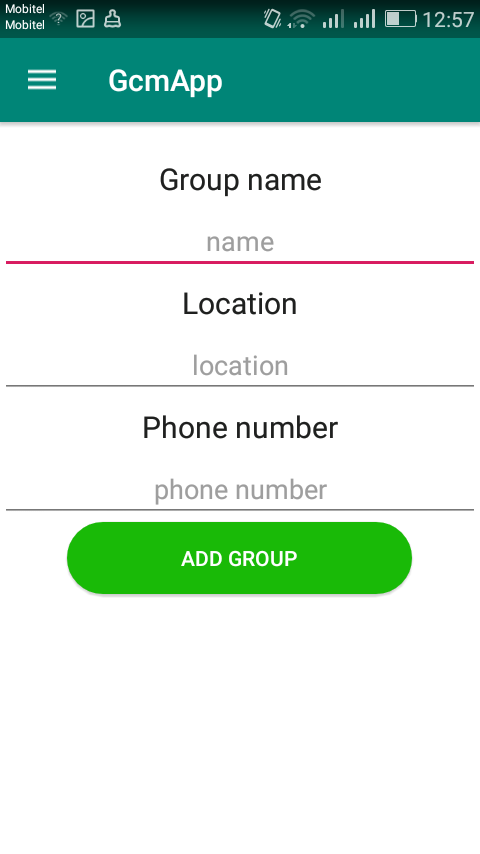 Mobitel
Mobitel
12:57
GcmApp
Group name
name
Location
location
Phone number
phone number
ADD GROUP